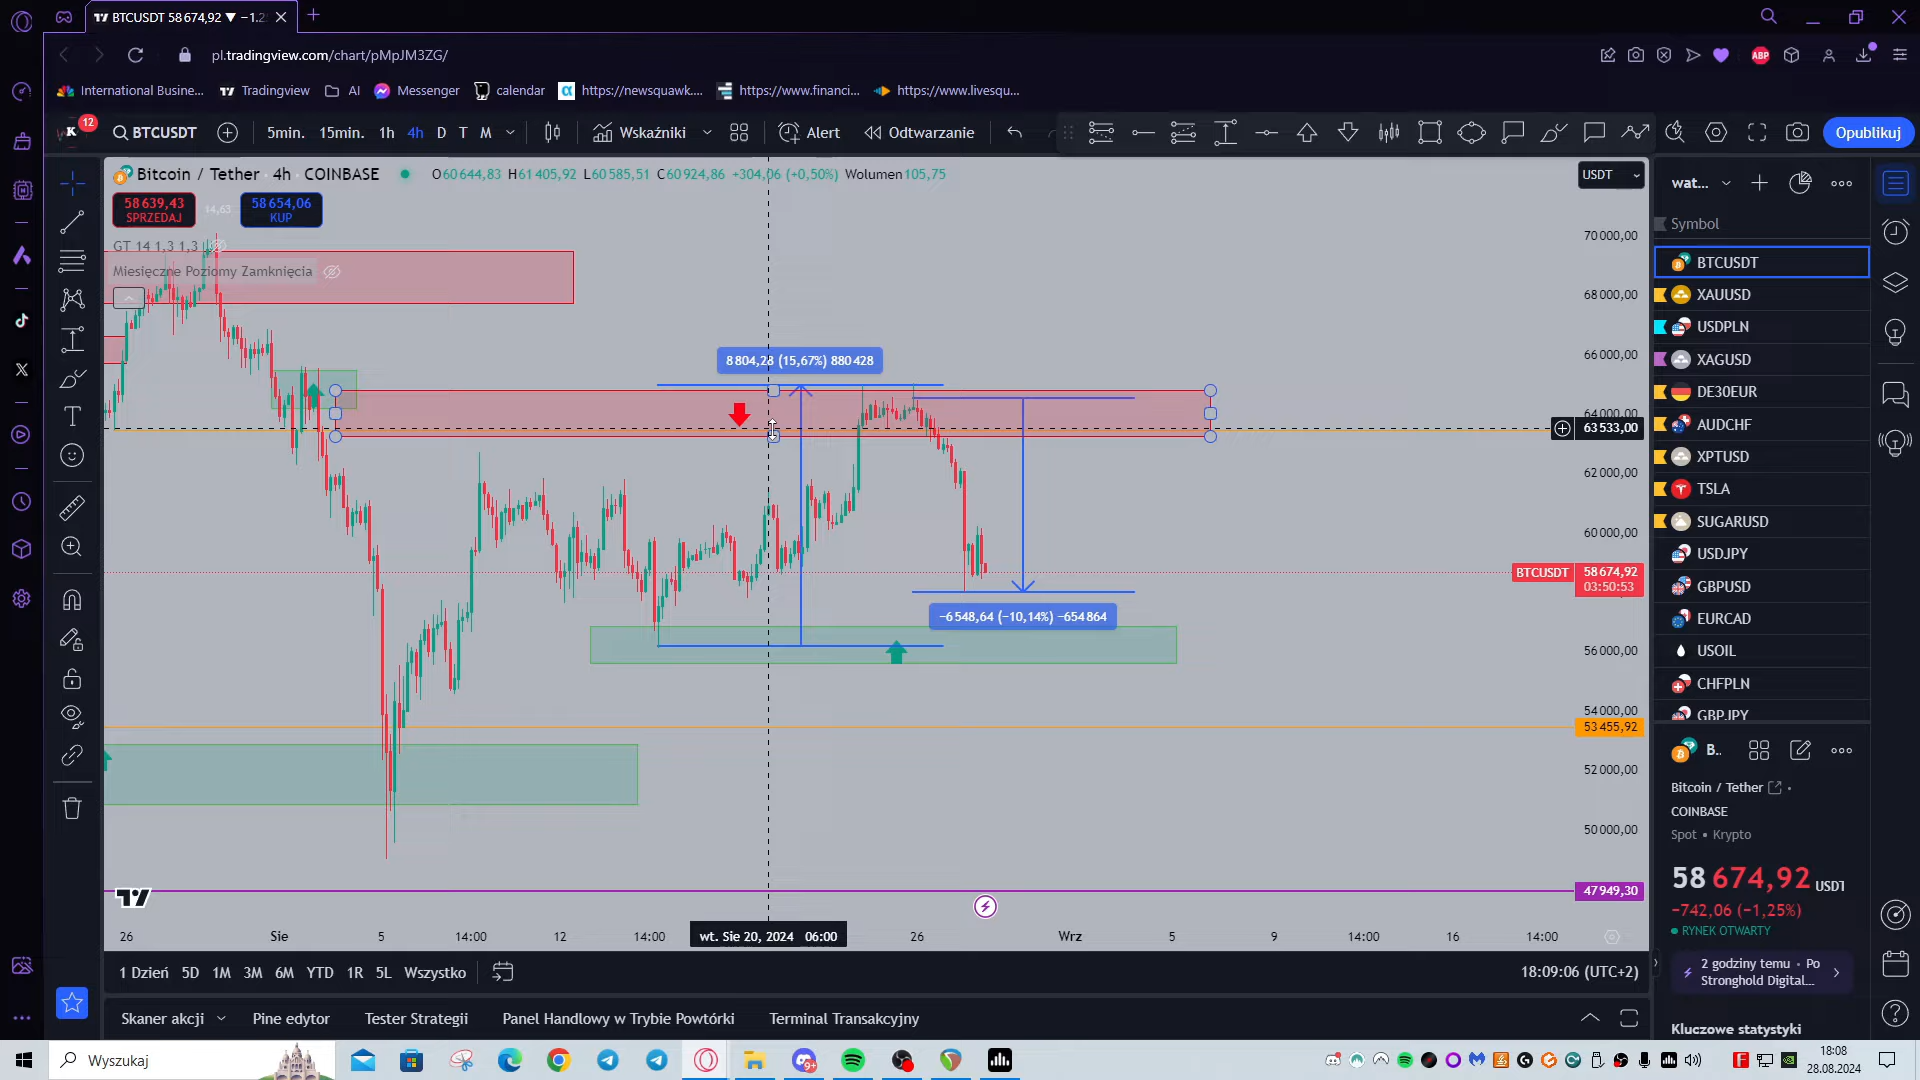 BTCUSDT 58 674,92 ▼ −1.2
pl.tradingview.com/chart/pMpJM3ZG/
International Busine...
Tradingview
AI
Messenger
calendar
https://newsquawk....
https://www.financi...
https://www.livesqu...
ABP
12
BTCUSDT
5min. 15min. 1h 4h D T M
Wskaźniki
Alert
Odtwarzanie
Opublikuj
Bitcoin / Tether · 4h · COINBASE
O60 644,83 H61 405,92 L60 585,51 C60 924,86 +304,06 (+0,50%) Wolumen105,75
58 639,43
SPRZEDAJ
14,63
58 654,06
KUP
GT 14 1,3 1,3
Miesięczne Poziomy Zamknięcia
8 804,28 (15,67%) 880 428
−6 548,64 (−10,14%) −654 864
USDT
70 000,00
68 000,00
66 000,00
64 000,00
63 533,00
62 000,00
60 000,00
BTCUSDT
58 674,92
03:50:53
56 000,00
54 000,00
53 455,92
52 000,00
50 000,00
47 949,30
26
Sie
5
14:00
12
14:00
wt. Sie 20, 2024 06:00
26
Wrz
5
9
14:00
16
14:00
1 Dzień 5D 1M 3M 6M YTD 1R 5L Wszystko
18:09:06 (UTC+2)
Skaner akcji
Pine edytor
Tester Strategii
Panel Handlowy w Trybie Powtórki
Terminal Transakcyjny
wat...
Symbol
BTCUSDT
XAUUSD
USDPLN
XAGUSD
DE30EUR
AUDCHF
XPTUSD
TSLA
SUGARUSD
USDJPY
GBPUSD
EURCAD
USOIL
CHFPLN
GBPJPY
B.
Bitcoin / Tether
COINBASE
Spot • Krypto
58 674,92 USDT
−742,06 (−1,25%)
RYNEK OTWARTY
2 godziny temu • Po
Stronghold Digital...
Kluczowe statystyki
Wyszukaj
9+
18:08
28.08.2024